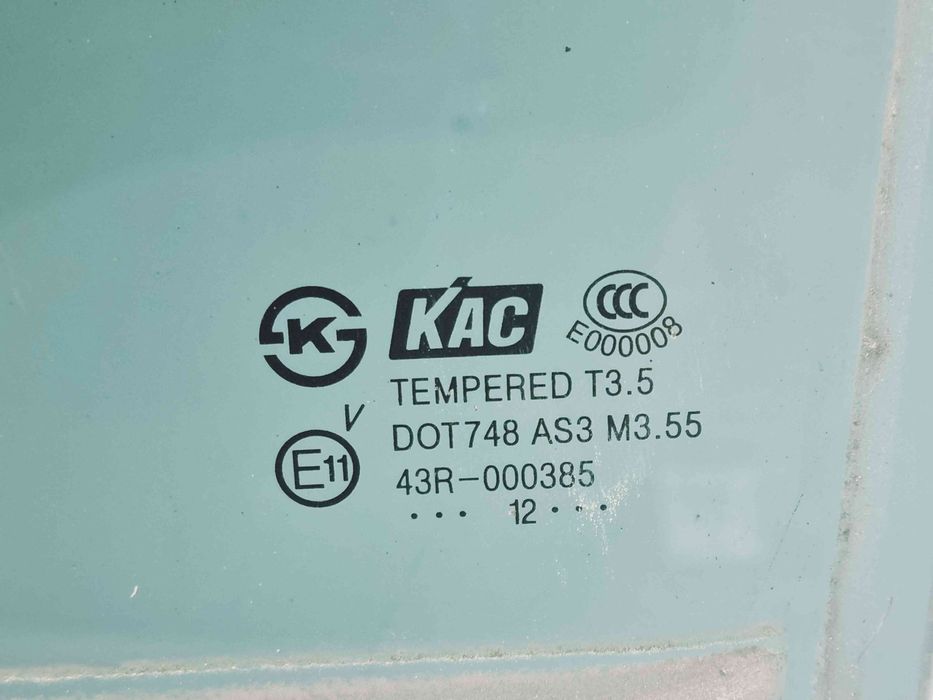 K
KAC
CCC
E000008
TEMPERED T3.5
V
DOT748 AS3 M3.55
E11
43R-000385
••• 12 •••